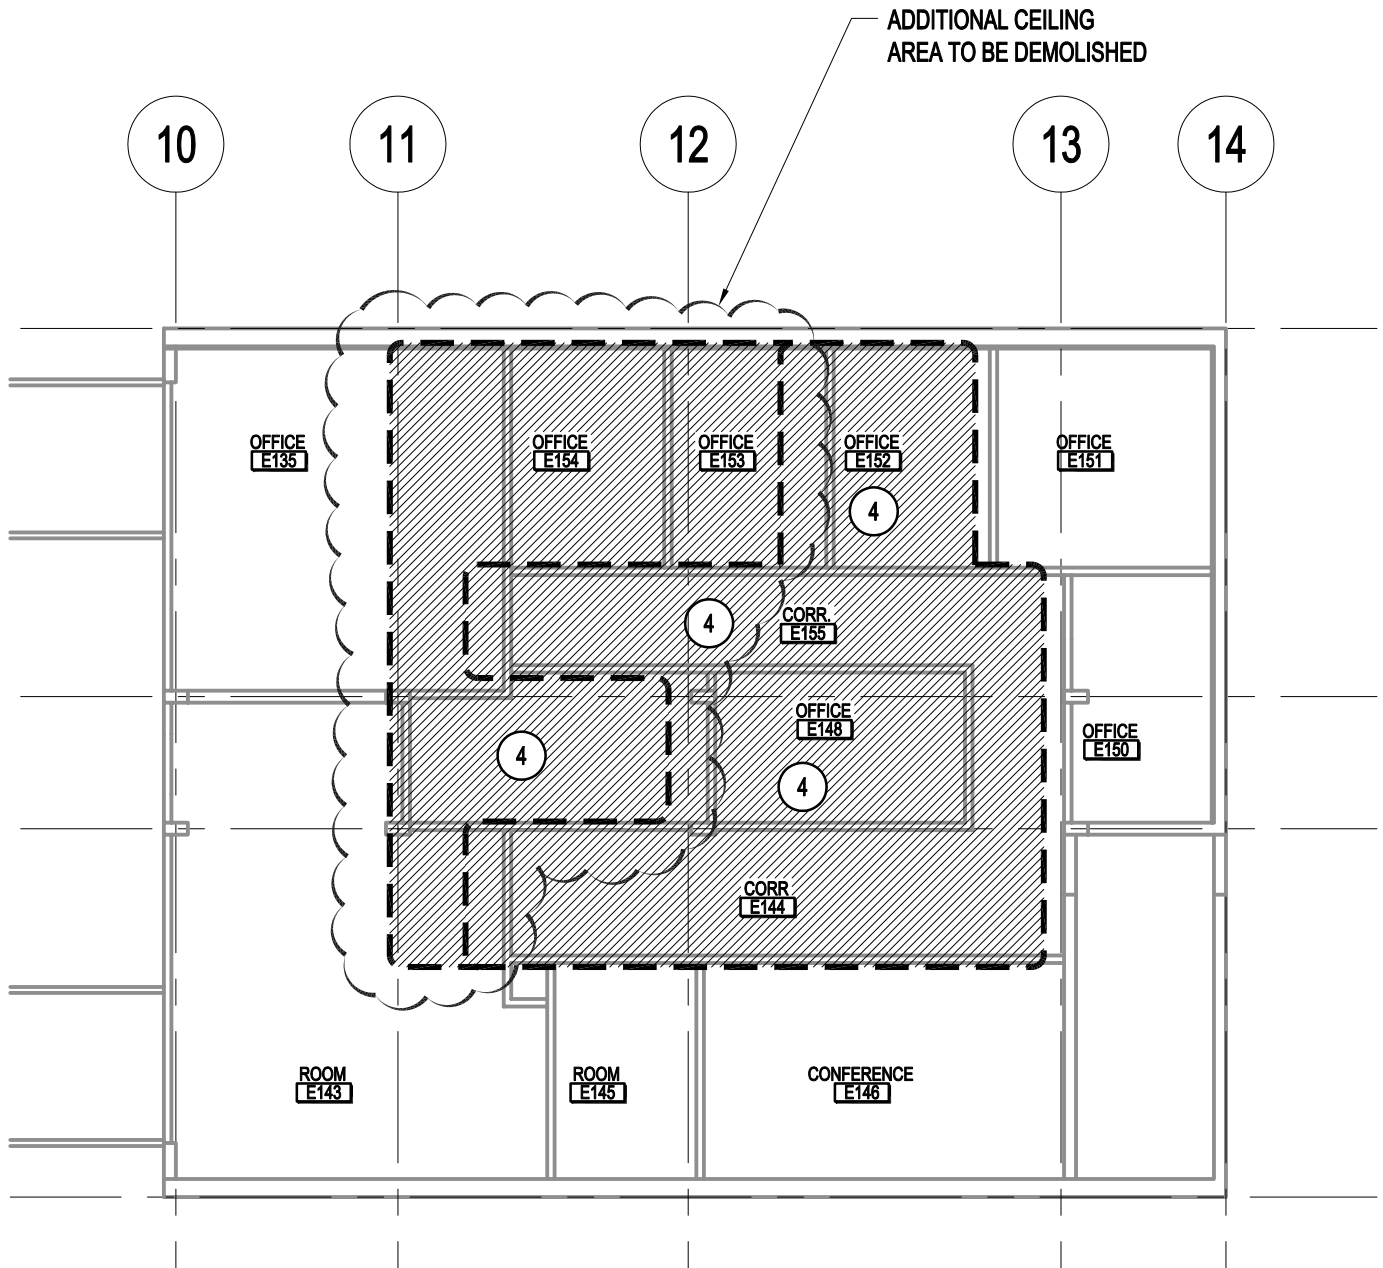 ADDITIONAL CEILING
AREA TO BE DEMOLISHED
10
11
12
13
14
OFFICE
E135
OFFICE
E154
OFFICE
E153
OFFICE
E152
OFFICE
E151
4
4
CORR.
E155
OFFICE
E148
OFFICE
E150
4
4
CORR
E144
ROOM
E143
ROOM
E145
CONFERENCE
E146